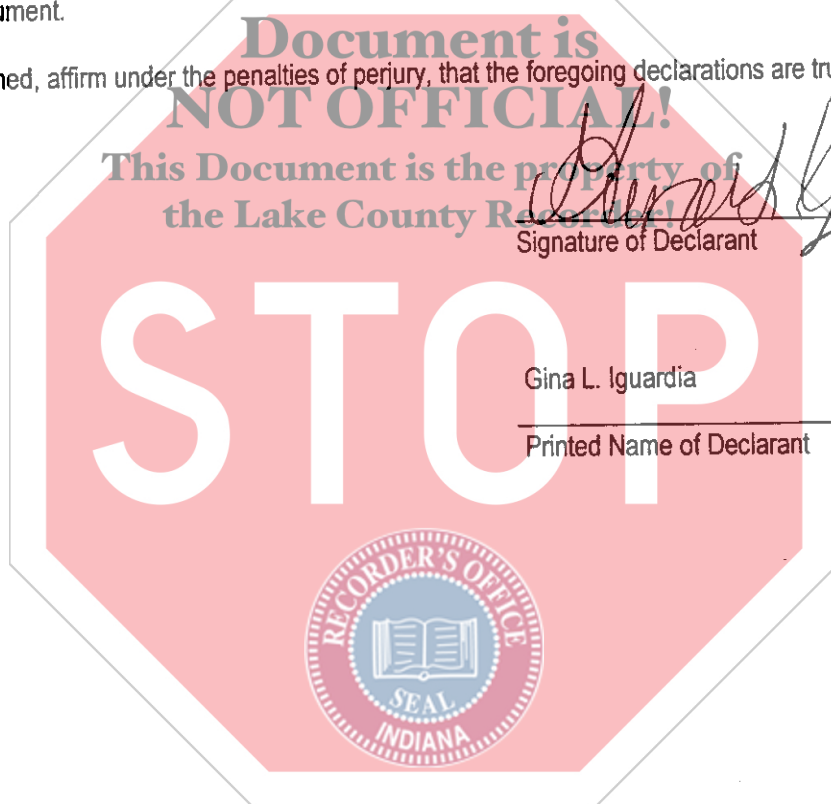 ument.
Document is
ned, affirm under the penalties of perjury, that the foregoing declarations are tru
NOT OFFICIAL!
This Document is the property of
the Lake County Recorder!
Signature of Declarant
STOP
Gina L. Iguardia
Printed Name of Declarant
RECORDER'S OFFICE
SEAL
INDIANA